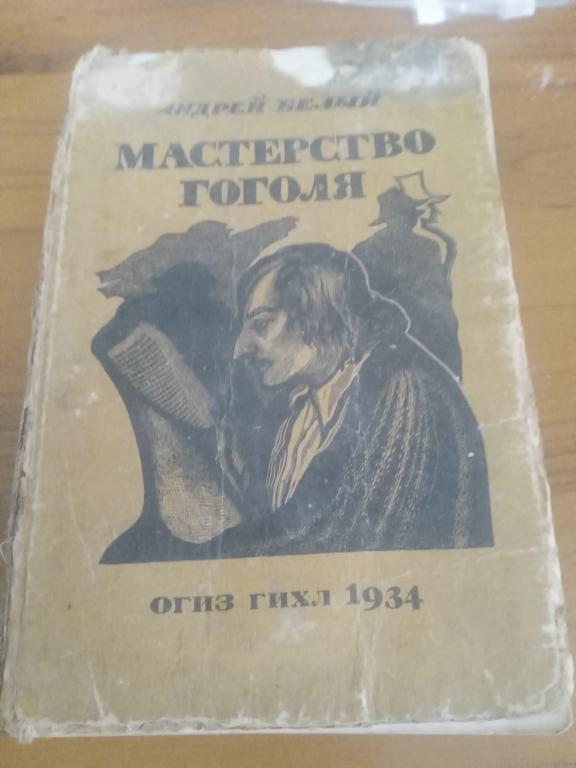 АНДРЕЙ БЕЛЫЙ
МАСТЕРСТВО
ГОГОЛЯ
ОГИЗ ГИХЛ 1934